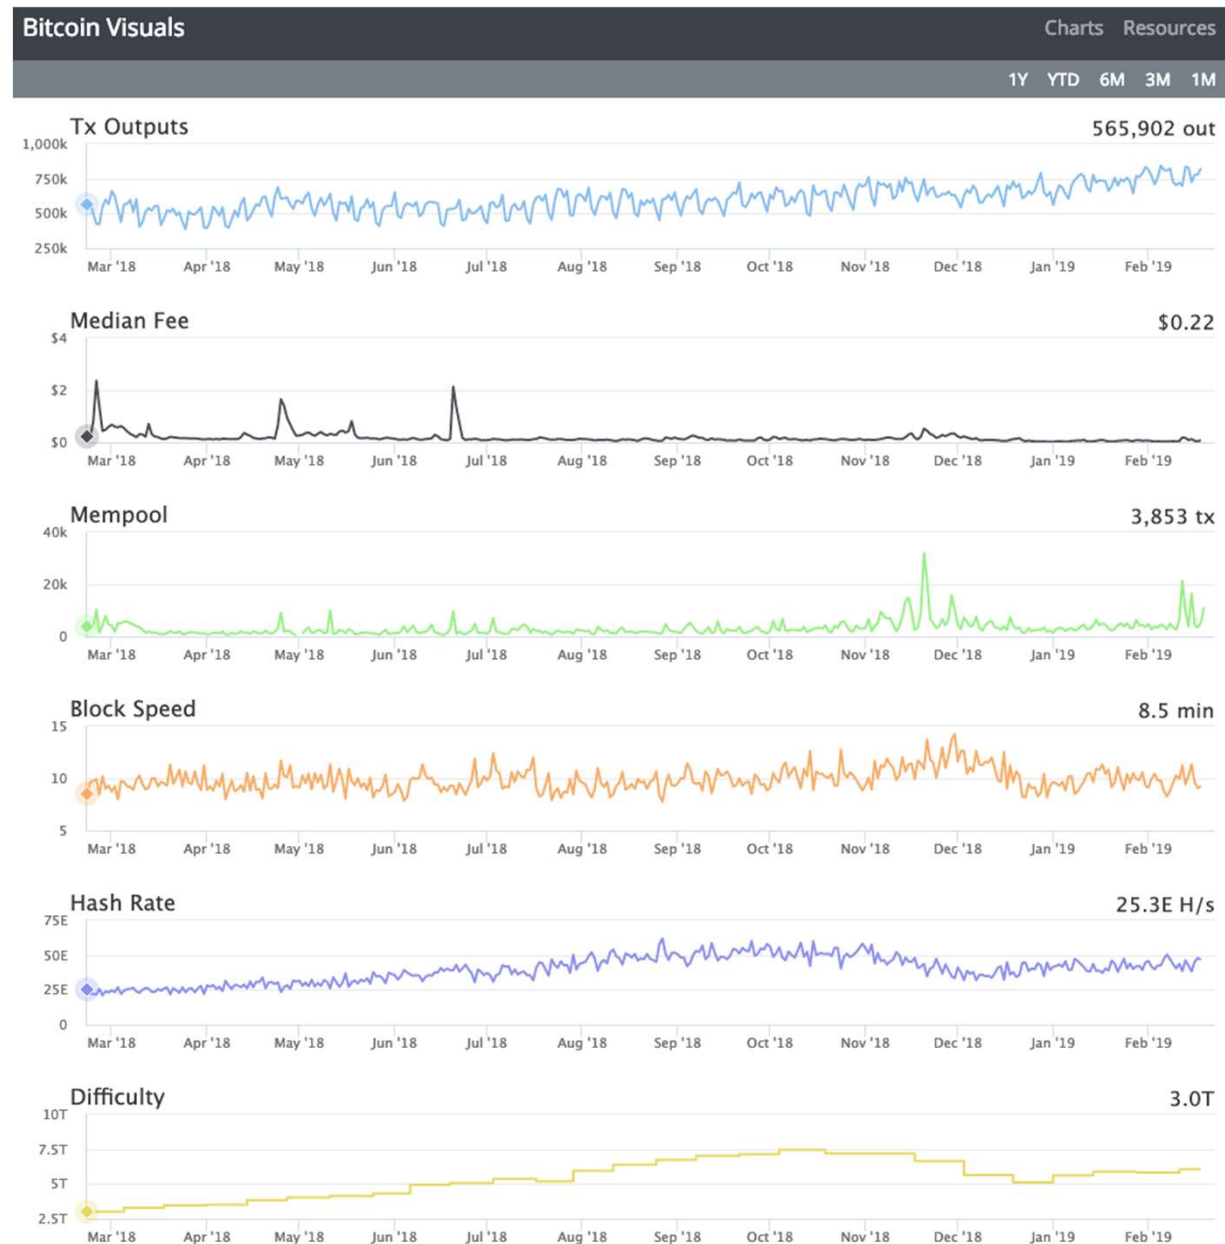 Bitcoin Visuals Charts Resources
1Y YTD 6M 3M 1M
Tx Outputs 565,902 out
1,000k
750k
500k
250k
Mar '18 Apr '18 May '18 Jun '18 Jul '18 Aug '18 Sep '18 Oct '18 Nov '18 Dec '18 Jan '19 Feb '19
Median Fee $0.22
$4
$2
$0
Mar '18 Apr '18 May '18 Jun '18 Jul '18 Aug '18 Sep '18 Oct '18 Nov '18 Dec '18 Jan '19 Feb '19
Mempool 3,853 tx
40k
20k
0
Mar '18 Apr '18 May '18 Jun '18 Jul '18 Aug '18 Sep '18 Oct '18 Nov '18 Dec '18 Jan '19 Feb '19
Block Speed 8.5 min
15
10
5
Mar '18 Apr '18 May '18 Jun '18 Jul '18 Aug '18 Sep '18 Oct '18 Nov '18 Dec '18 Jan '19 Feb '19
Hash Rate 25.3E H/s
75E
50E
25E
0
Mar '18 Apr '18 May '18 Jun '18 Jul '18 Aug '18 Sep '18 Oct '18 Nov '18 Dec '18 Jan '19 Feb '19
Difficulty 3.0T
10T
7.5T
5T
2.5T
Mar '18 Apr '18 May '18 Jun '18 Jul '18 Aug '18 Sep '18 Oct '18 Nov '18 Dec '18 Jan '19 Feb '19